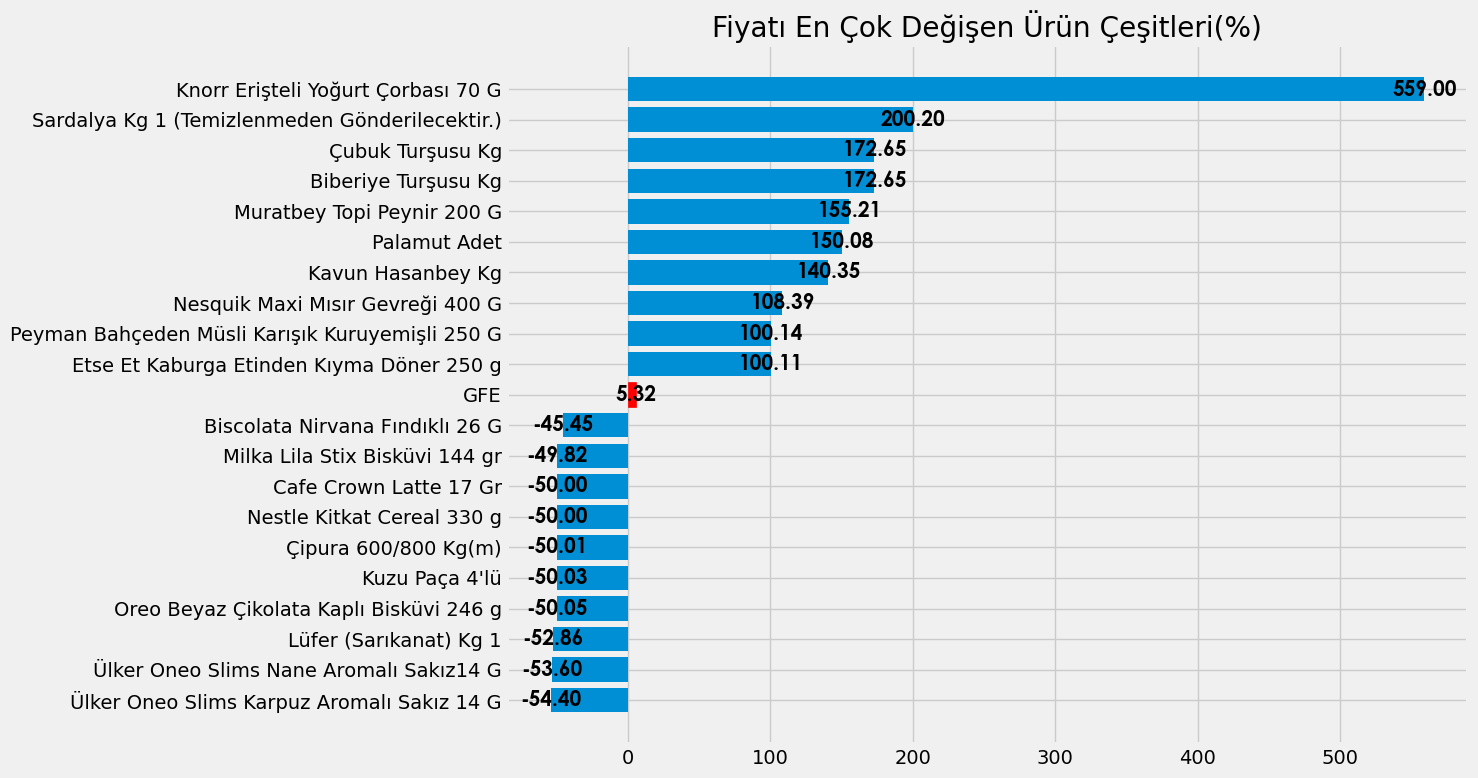 Fiyatı En Çok Değişen Ürün Çeşitleri(%)
Knorr Erişteli Yoğurt Çorbası 70 G 559.00
Sardalya Kg 1 (Temizlenmeden Gönderilecektir.) 200.20
Çubuk Turşusu Kg 172.65
Biberiye Turşusu Kg 172.65
Muratbey Topi Peynir 200 G 155.21
Palamut Adet 150.08
Kavun Hasanbey Kg 140.35
Nesquik Maxi Mısır Gevreği 400 G 108.39
Peyman Bahçeden Müsli Karışık Kuruyemişli 250 G 100.14
Etse Et Kaburga Etinden Kıyma Döner 250 g 100.11
GFE 5.32
Biscolata Nirvana Fındıklı 26 G -45.45
Milka Lila Stix Bisküvi 144 gr -49.82
Cafe Crown Latte 17 Gr -50.00
Nestle Kitkat Cereal 330 g -50.00
Çipura 600/800 Kg(m) -50.01
Kuzu Paça 4'lü -50.03
Oreo Beyaz Çikolata Kaplı Bisküvi 246 g -50.05
Lüfer (Sarıkanat) Kg 1 -52.86
Ülker Oneo Slims Nane Aromalı Sakız14 G -53.60
Ülker Oneo Slims Karpuz Aromalı Sakız 14 G -54.40
0 100 200 300 400 500